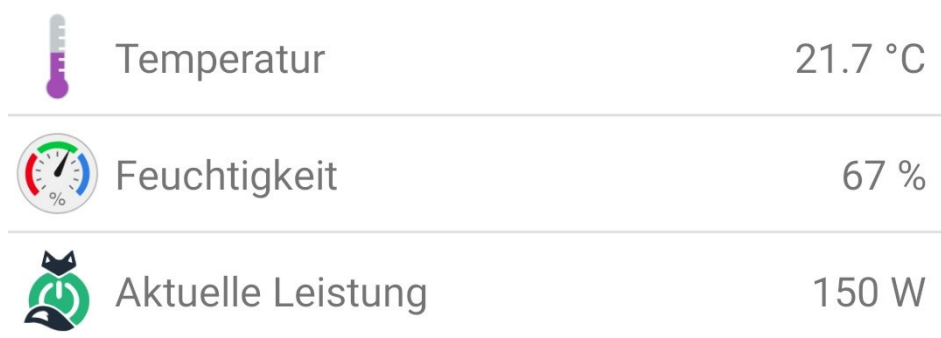 Temperatur 21.7 °C
%
Feuchtigkeit 67 %
Aktuelle Leistung 150 W